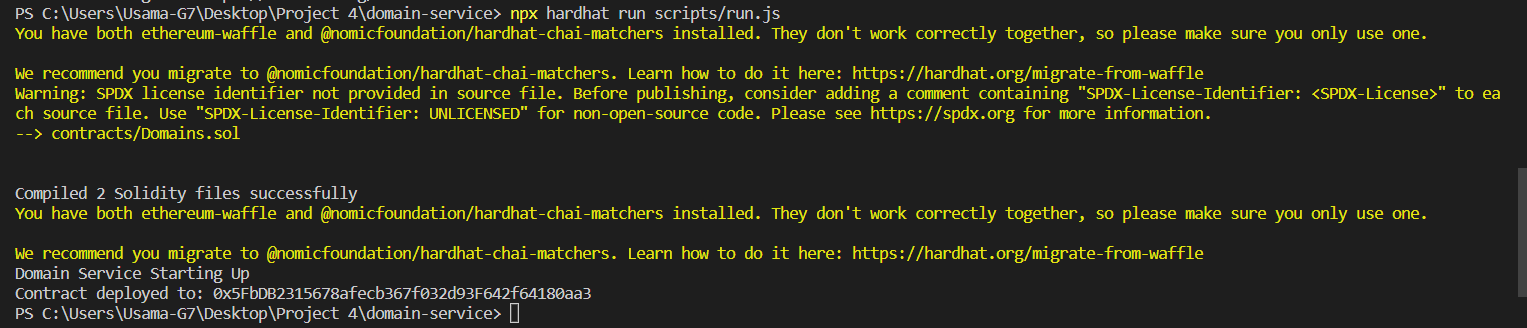 PS C:\Users\Usama-G7\Desktop\Project 4\domain-service> npx hardhat run scripts/run.js
You have both ethereum-waffle and @nomicfoundation/hardhat-chai-matchers installed. They don't work correctly together, so please make sure you only use one.
We recommend you migrate to @nomicfoundation/hardhat-chai-matchers. Learn how to do it here: https://hardhat.org/migrate-from-waffle
Warning: SPDX license identifier not provided in source file. Before publishing, consider adding a comment containing "SPDX-License-Identifier: <SPDX-License>" to ea
ch source file. Use "SPDX-License-Identifier: UNLICENSED" for non-open-source code. Please see https://spdx.org for more information.
--> contracts/Domains.sol
Compiled 2 Solidity files successfully
You have both ethereum-waffle and @nomicfoundation/hardhat-chai-matchers installed. They don't work correctly together, so please make sure you only use one.
We recommend you migrate to @nomicfoundation/hardhat-chai-matchers. Learn how to do it here: https://hardhat.org/migrate-from-waffle
Domain Service Starting Up
Contract deployed to: 0x5FbDB2315678afecb367f032d93F642f64180aa3
PS C:\Users\Usama-G7\Desktop\Project 4\domain-service>